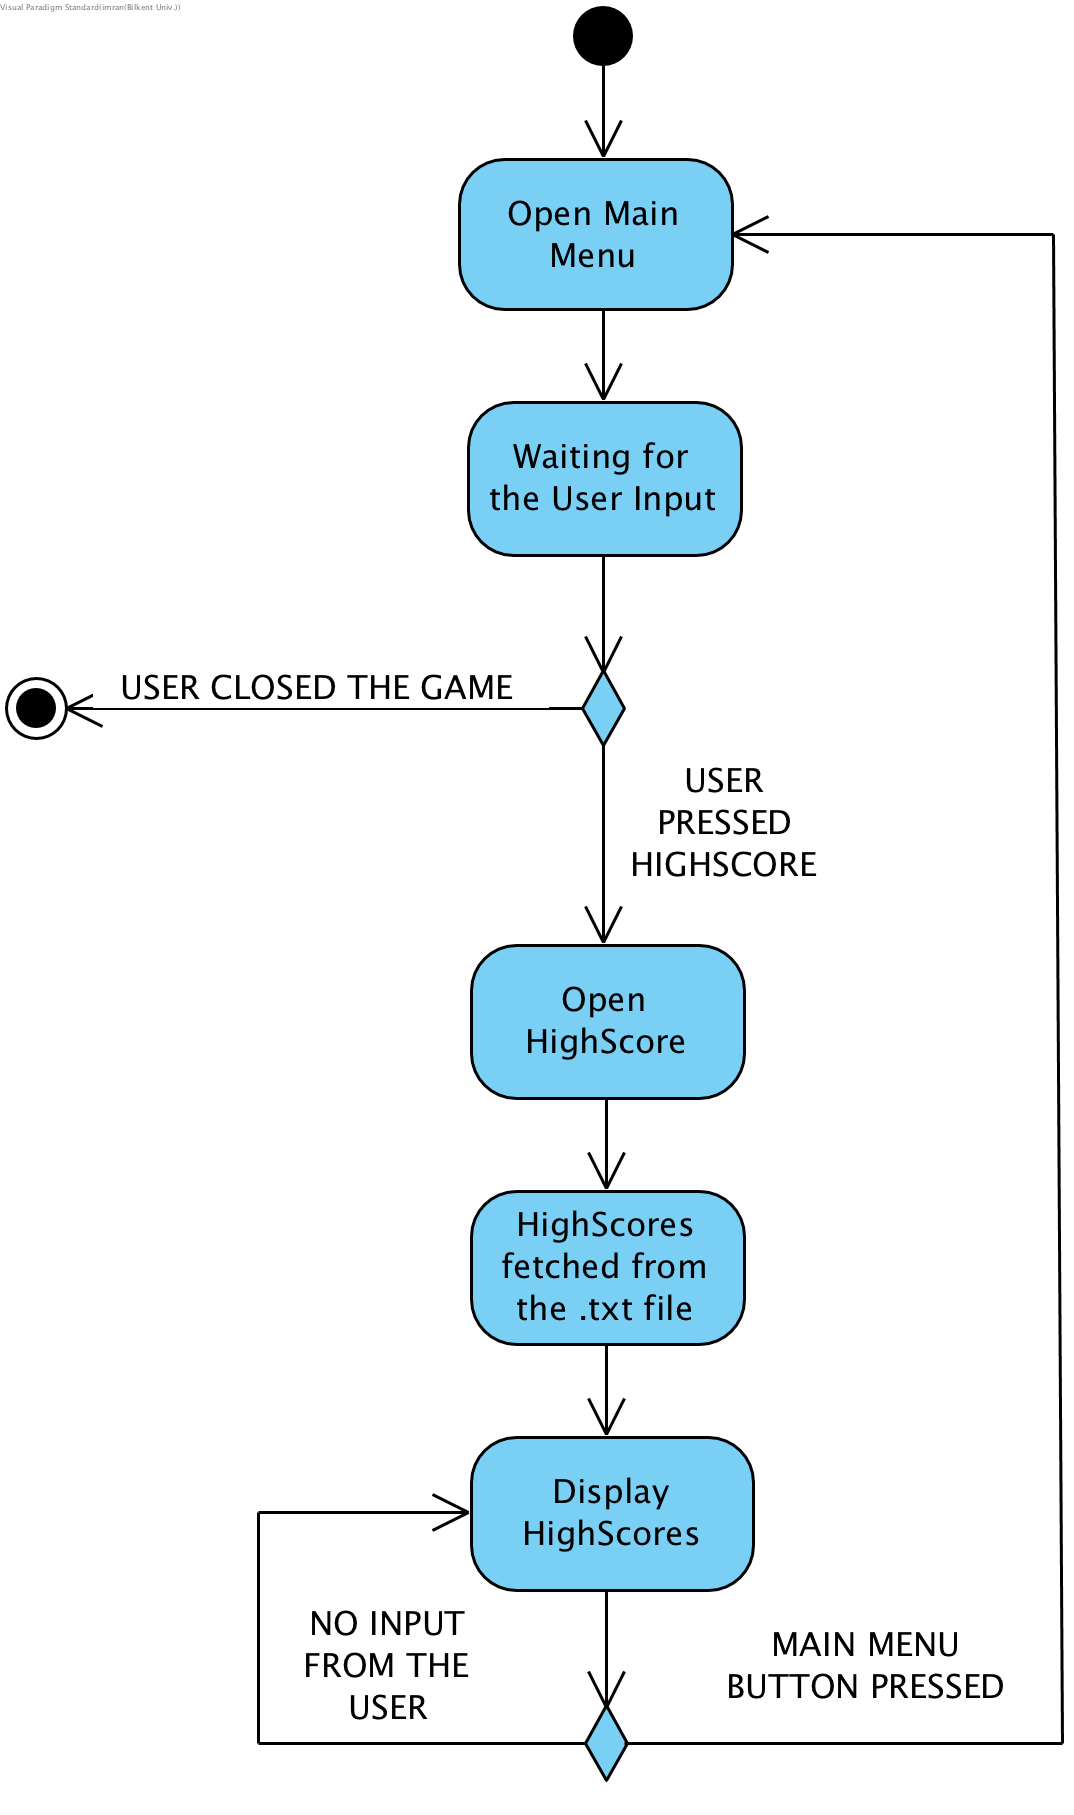 Visual Paradigm Standard(imran(Bilkent Univ.))
Open Main
Menu
Waiting for
the User Input
USER CLOSED THE GAME
USER
PRESSED
HIGHSCORE
Open
HighScore
HighScores
fetched from
the .txt file
Display
HighScores
NO INPUT
FROM THE
USER
MAIN MENU
BUTTON PRESSED